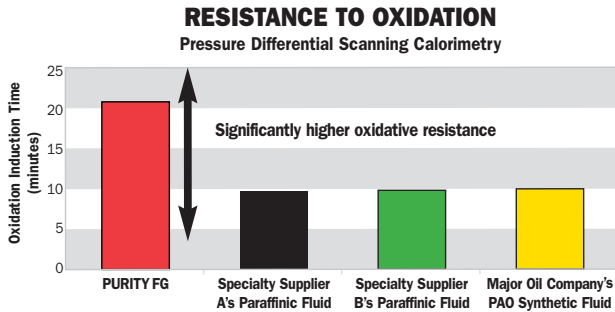 RESISTANCE TO OXIDATION
Pressure Differential Scanning Calorimetry
Oxidation Induction Time
(minutes)
25
20
15
10
5
0
Significantly higher oxidative resistance
PURITY FG
Specialty Supplier
A's Paraffinic Fluid
Specialty Supplier
B's Paraffinic Fluid
Major Oil Company's
PAO Synthetic Fluid